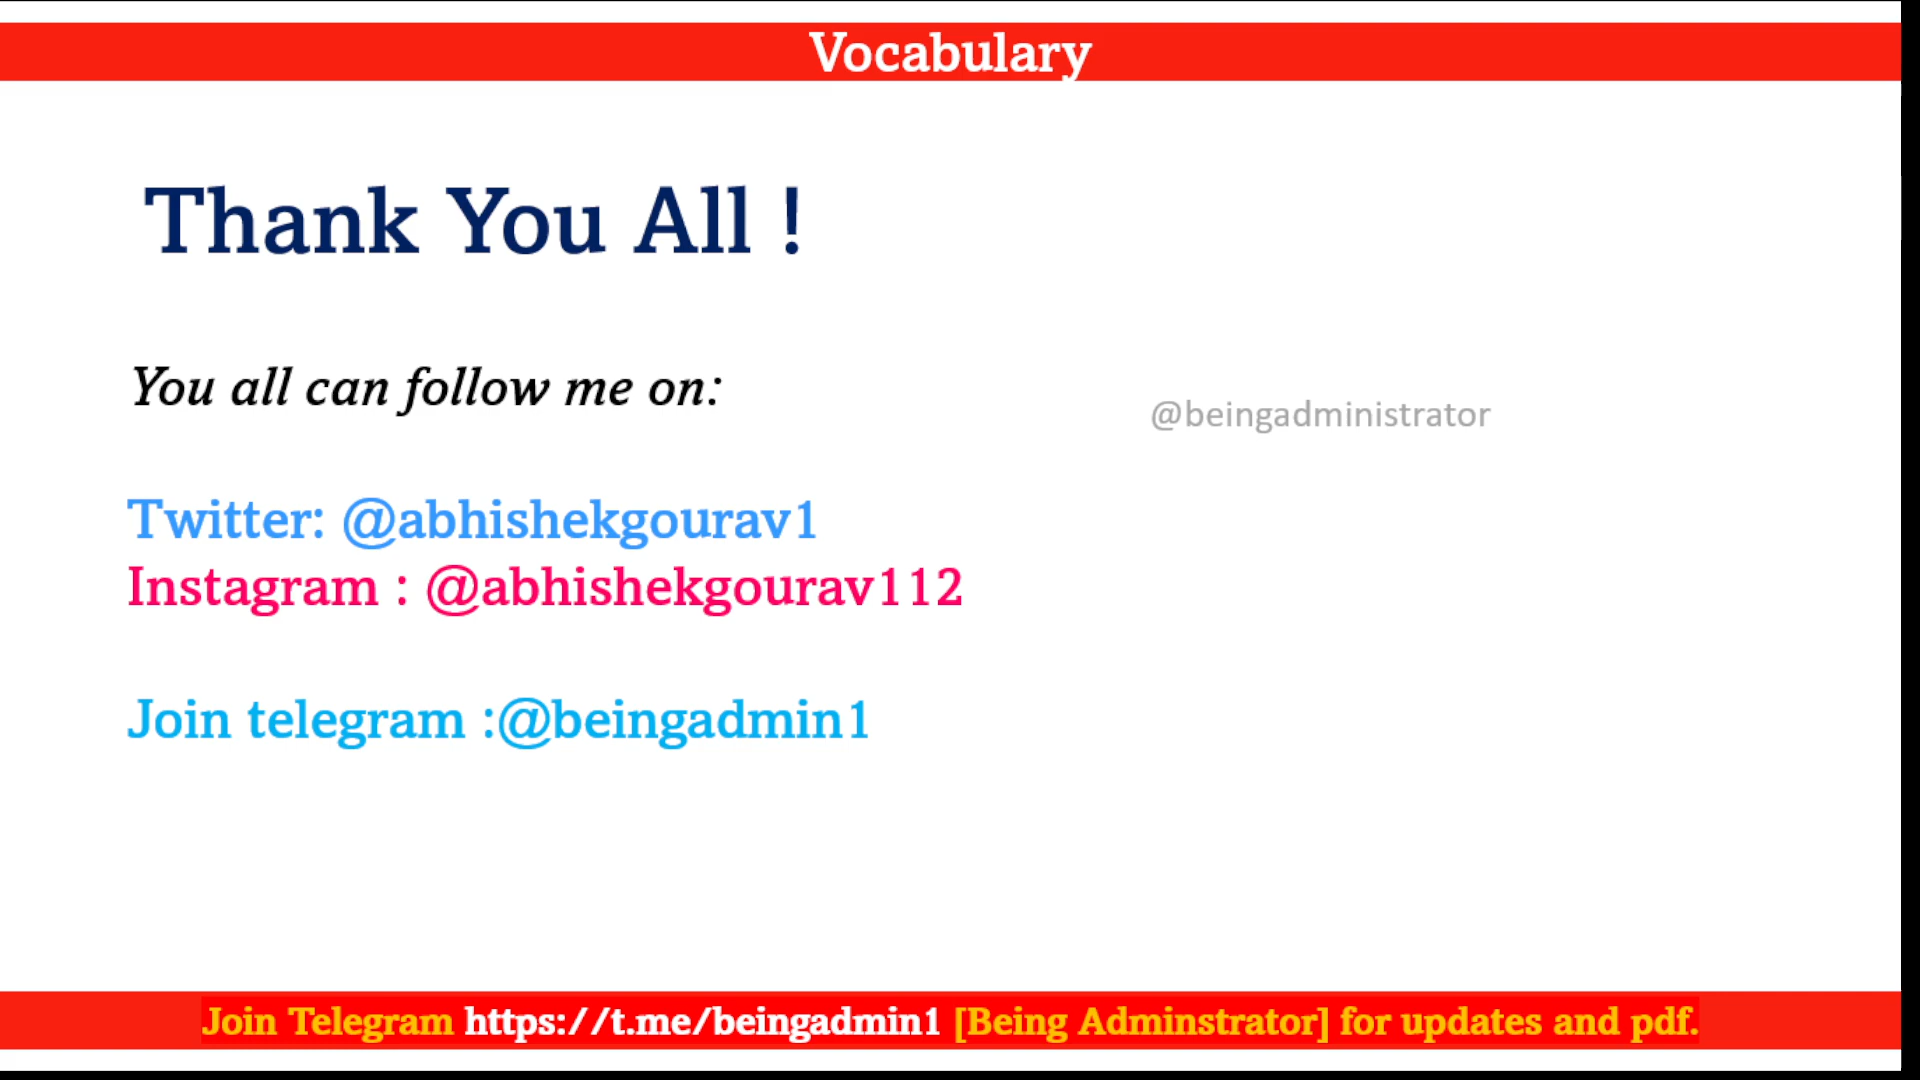 Vocabulary
Thank You All !
You all can follow me on:
@beingadministrator
Twitter: @abhishekgourav1
Instagram : @abhishekgourav112
Join telegram :@beingadmin1
Join Telegram https://t.me/beingadmin1 [Being Adminstrator] for updates and pdf.